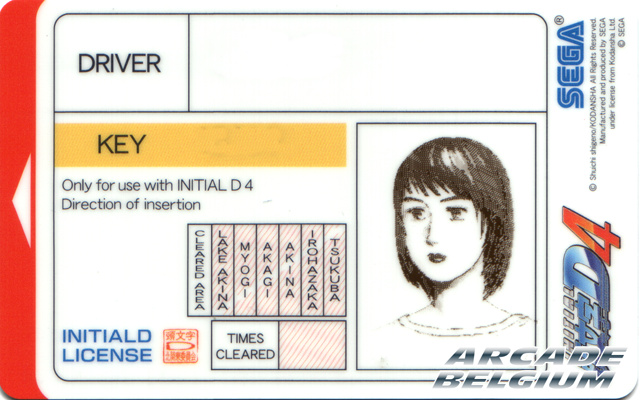 DRIVER
KEY
Only for use with INITIAL D 4
Direction of insertion
CLEARED AREA
LAKE AKINA
MYOGI
AKAGI
AKINA
IROHAZAKA
TSUKUBA
INITIALD
LICENSE
TIMES
CLEARED
SEGA
© Shuichi shigeno/KODANSHA All Rights Reserved.
Manufactured and produced by SEGA
under license from Kodansha Ltd.
© SEGA
ARCADE
BELGIUM